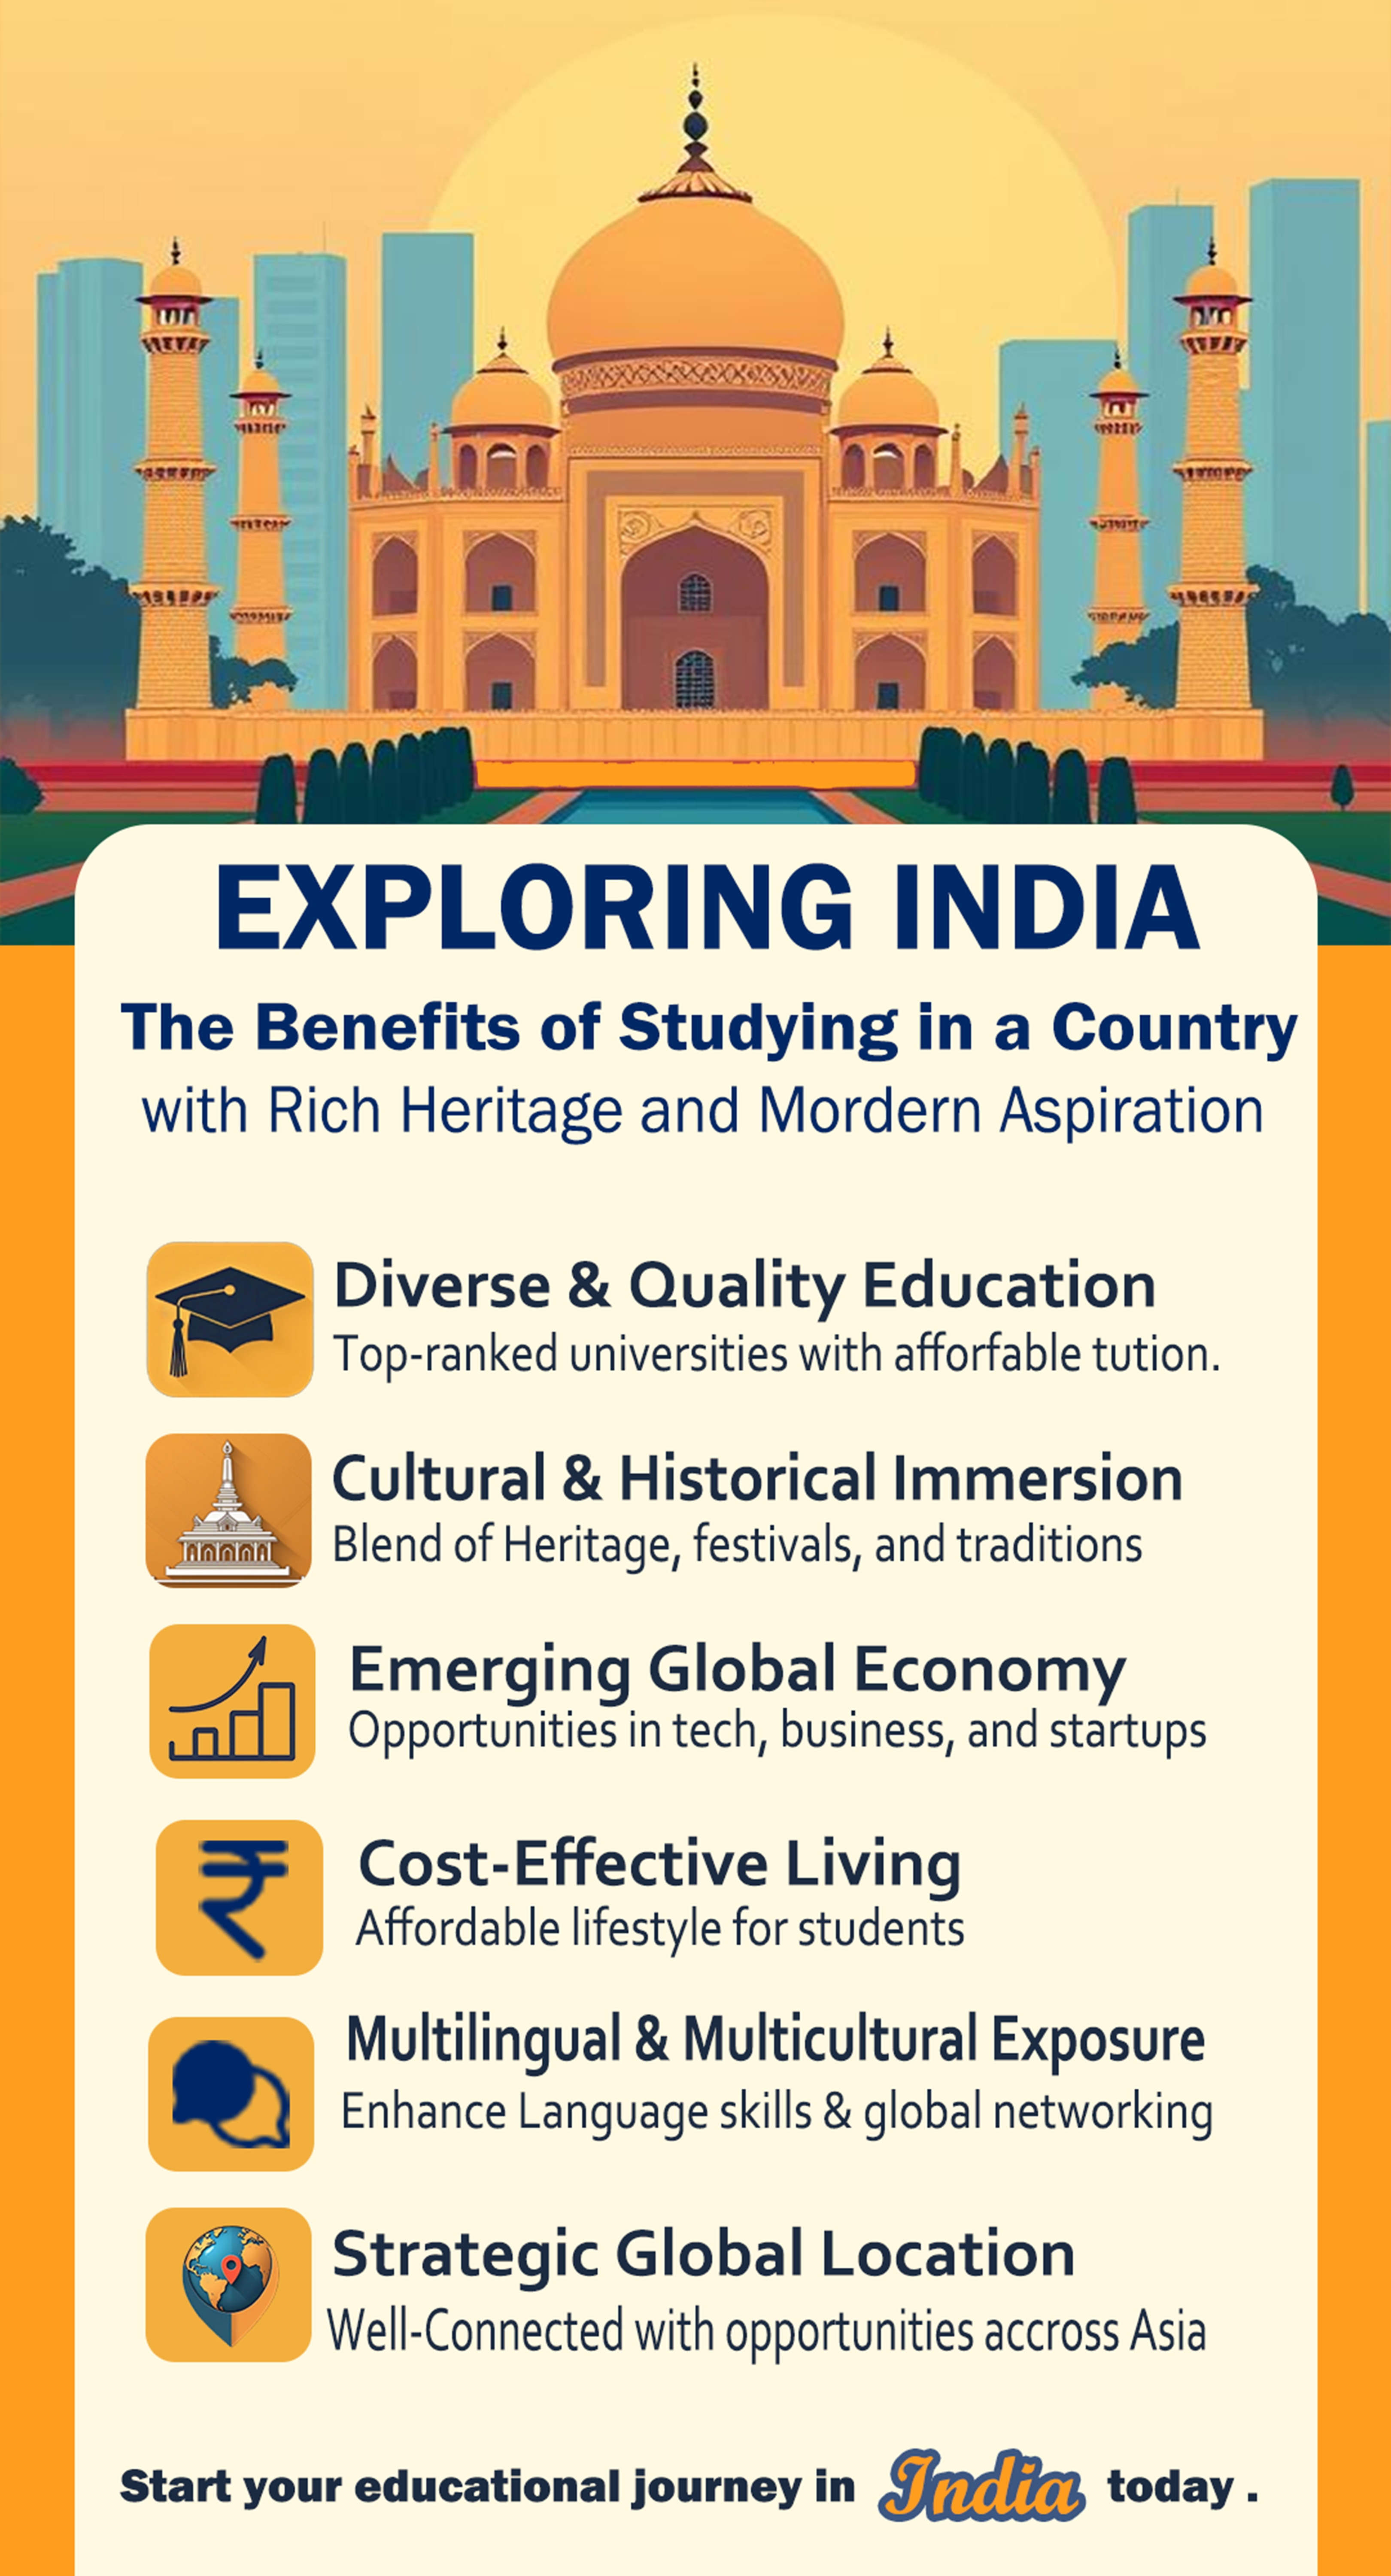 EXPLORING INDIA
The Benefits of Studying in a Country
with Rich Heritage and Mordern Aspiration
Diverse & Quality Education
Top-ranked universities with afforfable tution.
Cultural & Historical Immersion
Blend of Heritage, festivals, and traditions
Emerging Global Economy
Opportunities in tech, business, and startups
₹
Cost-Effective Living
Affordable lifestyle for students
Multilingual & Multicultural Exposure
Enhance Language skills & global networking
Strategic Global Location
Well-Connected with opportunities accross Asia
Start your educational journey in India today .